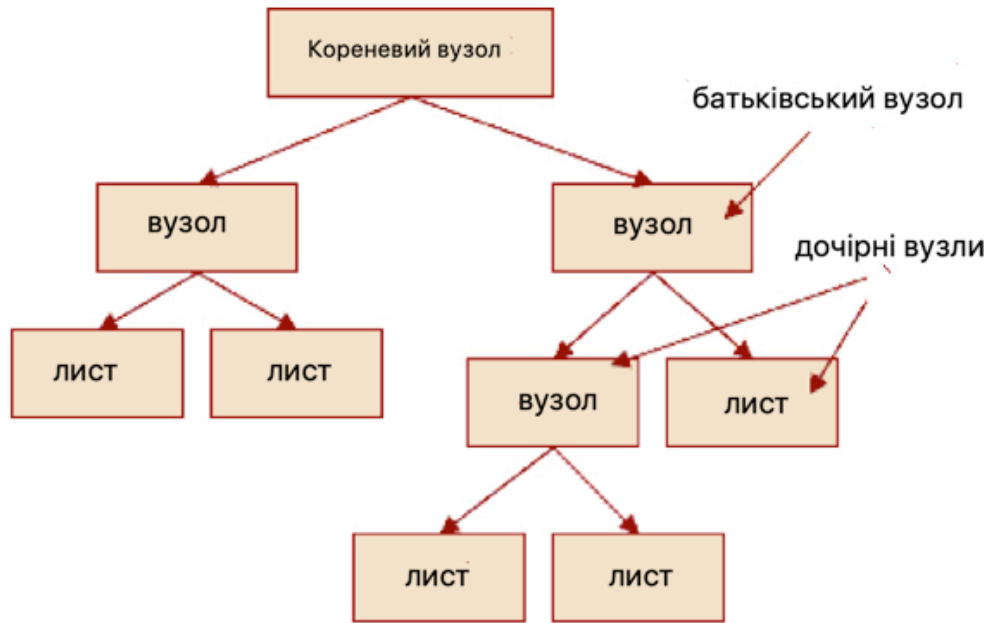 Кореневий вузол
батьківський вузол
вузол
вузол
дочірні вузли
лист
лист
вузол
лист
лист
лист